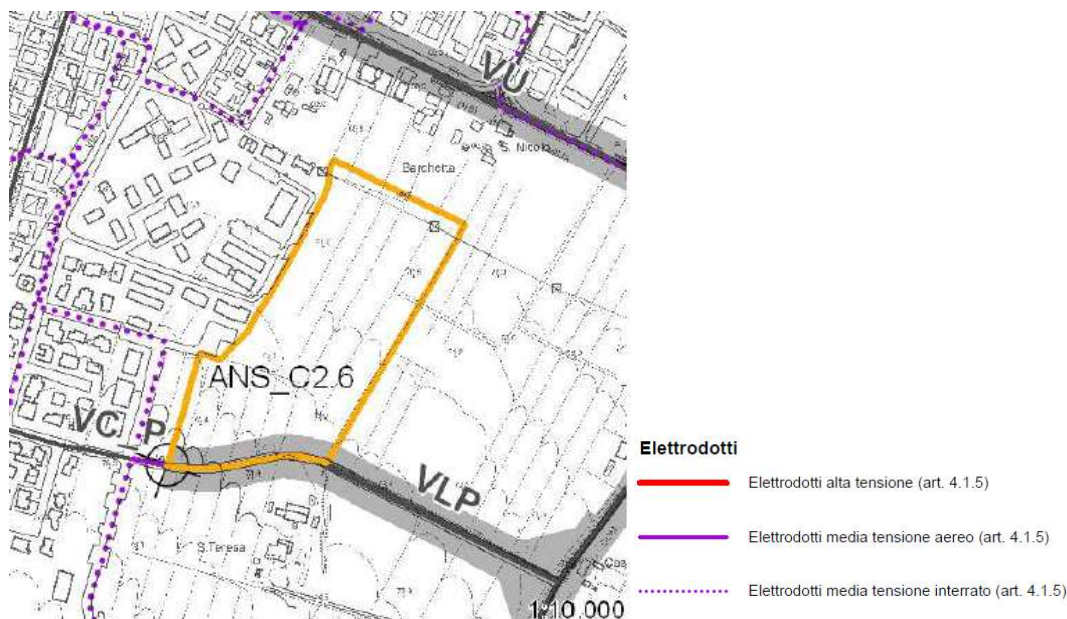 VU
S. Nicolò
Barchetta
ANS_C2.6
VC_P
VLP
S.Teresa
1:10.000
Elettrodotti
Elettrodotti alta tensione (art. 4.1.5)
Elettrodotti media tensione aereo (art. 4.1.5)
Elettrodotti media tensione interrato (art. 4.1.5)